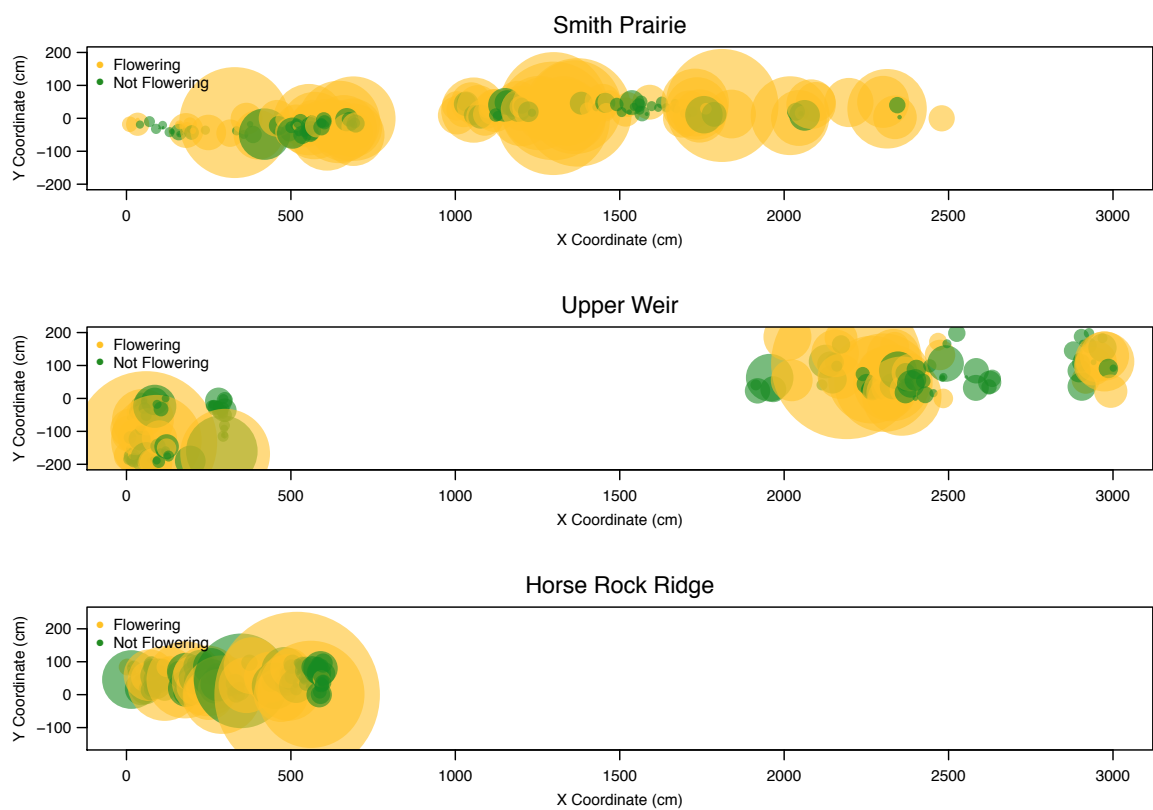 Smith Prairie
Flowering
Not Flowering
Y Coordinate (cm)
200
100
0
−100
−200
0 500 1000 1500 2000 2500 3000
X Coordinate (cm)
Upper Weir
Flowering
Not Flowering
Y Coordinate (cm)
200
100
0
−100
−200
0 500 1000 1500 2000 2500 3000
X Coordinate (cm)
Horse Rock Ridge
Flowering
Not Flowering
Y Coordinate (cm)
200
100
0
−100
0 500 1000 1500 2000 2500 3000
X Coordinate (cm)